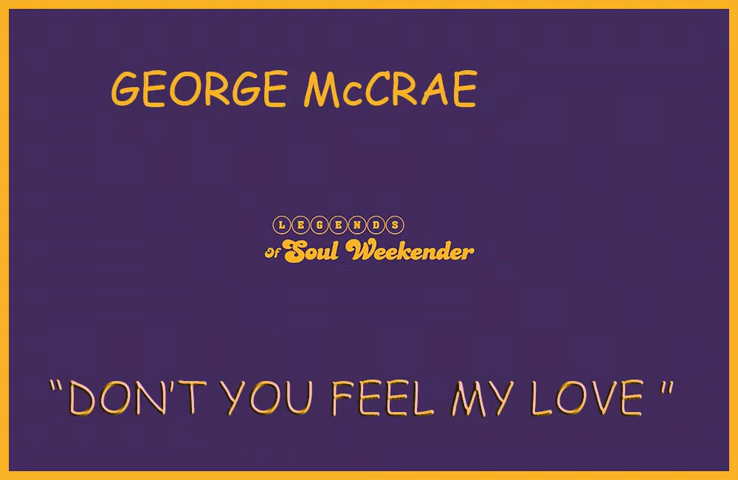 GEORGE McCRAE
LEGENDS
Of Soul Weekender
"DON'T YOU FEEL MY LOVE "